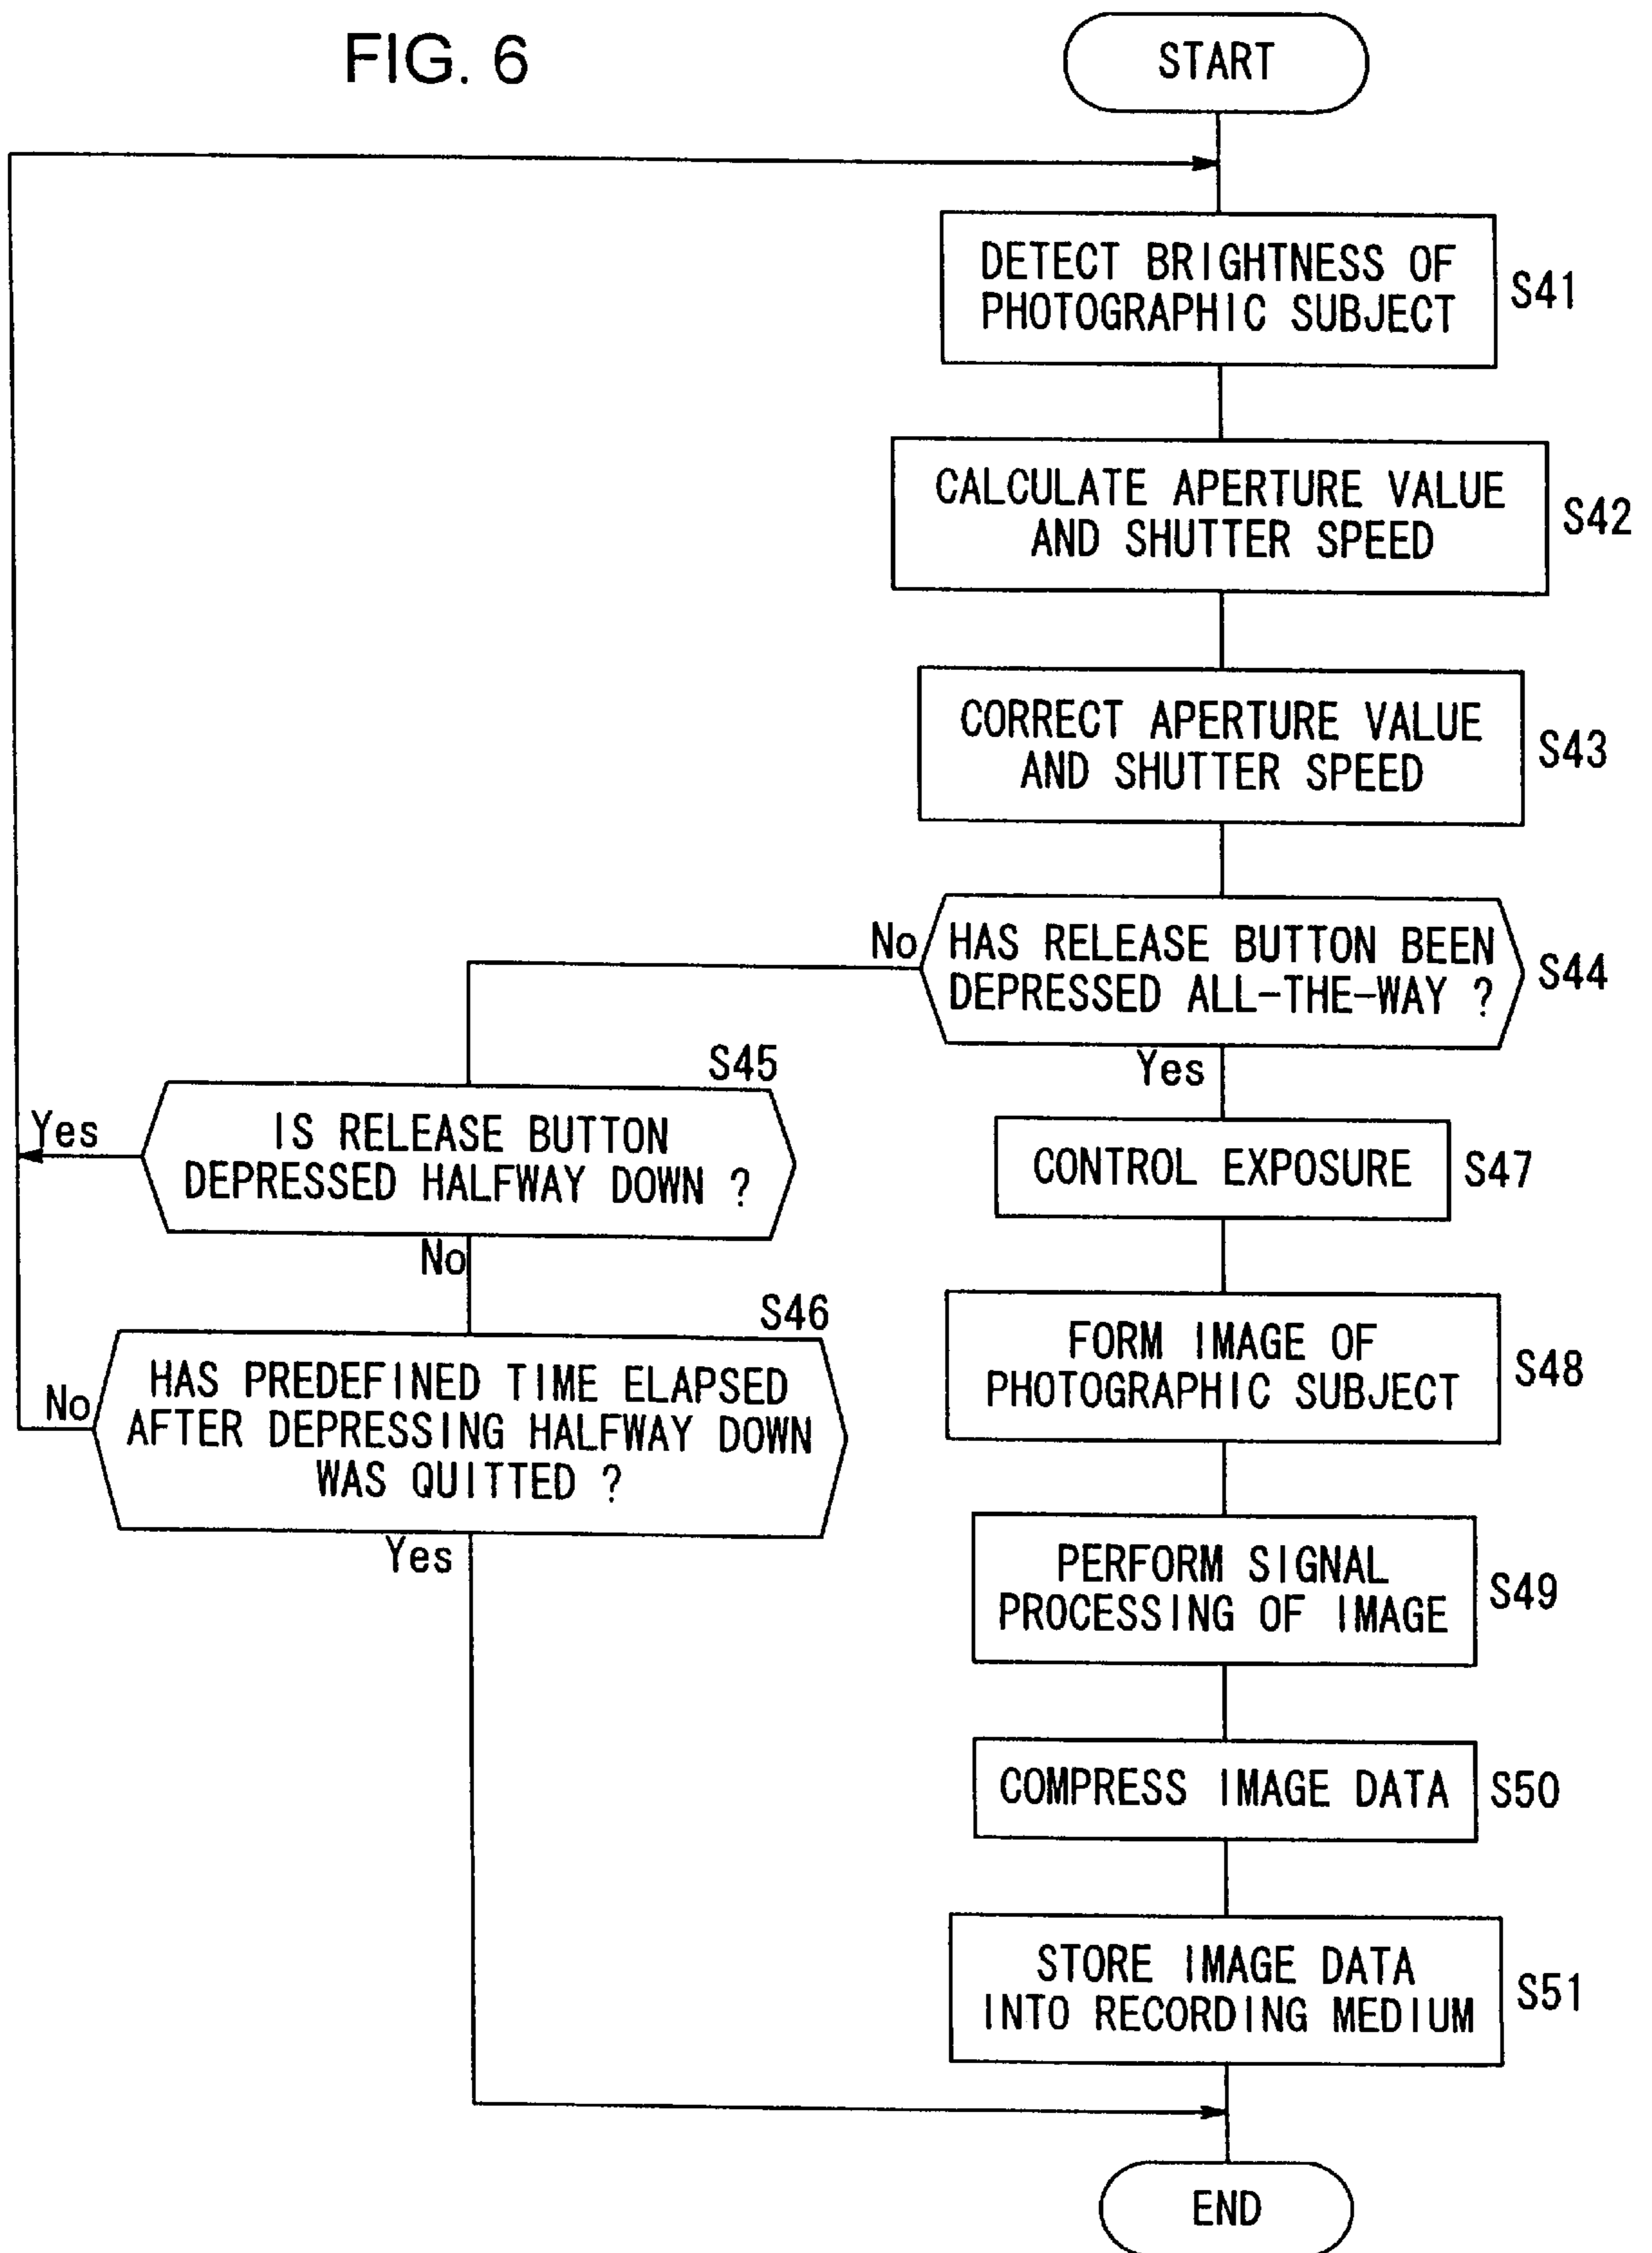 FIG. 6
START
DETECT BRIGHTNESS OF
PHOTOGRAPHIC SUBJECT
S41
CALCULATE APERTURE VALUE
AND SHUTTER SPEED
S42
CORRECT APERTURE VALUE
AND SHUTTER SPEED
S43
No
HAS RELEASE BUTTON BEEN
DEPRESSED ALL-THE-WAY ?
S44
Yes
S45
Yes
IS RELEASE BUTTON
DEPRESSED HALFWAY DOWN ?
No
S46
No
HAS PREDEFINED TIME ELAPSED
AFTER DEPRESSING HALFWAY DOWN
WAS QUITTED ?
Yes
CONTROL EXPOSURE
S47
FORM IMAGE OF
PHOTOGRAPHIC SUBJECT
S48
PERFORM SIGNAL
PROCESSING OF IMAGE
S49
COMPRESS IMAGE DATA
S50
STORE IMAGE DATA
INTO RECORDING MEDIUM
S51
END